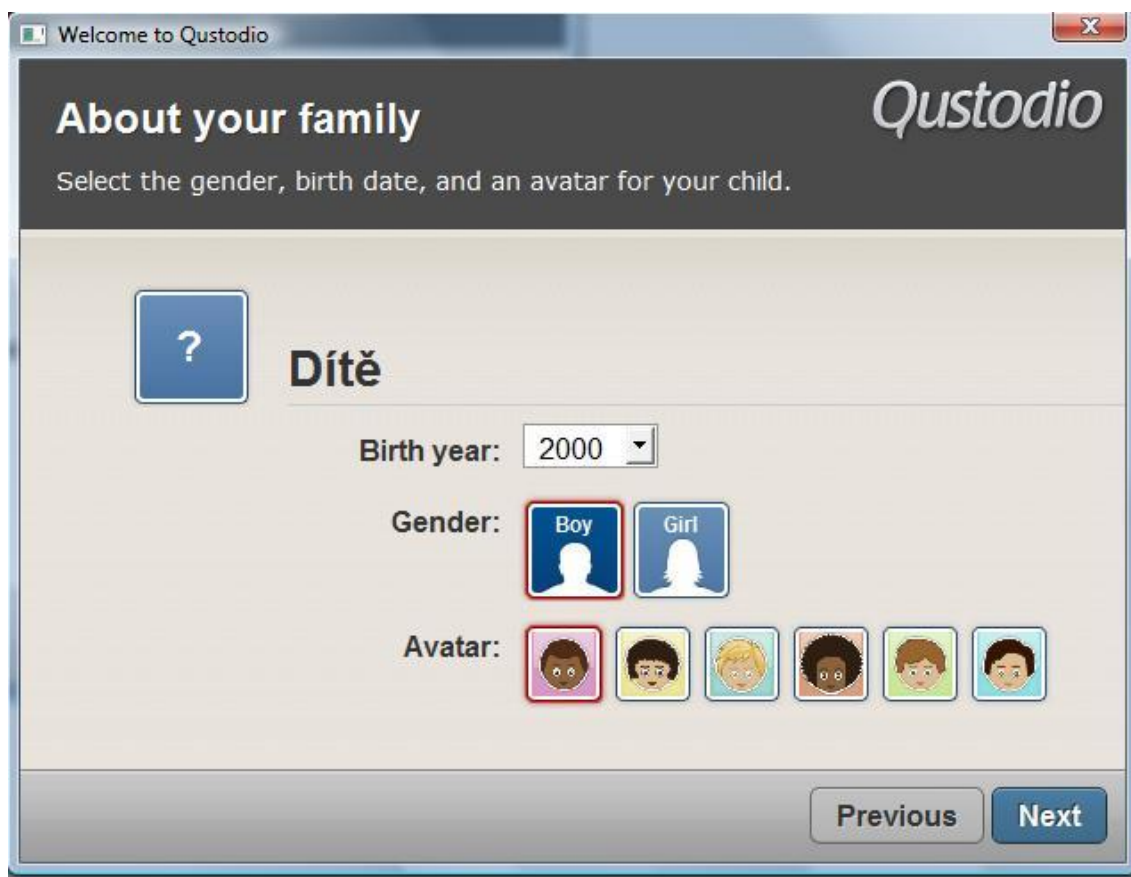 Welcome to Qustodio
Qustodio
About your family
Select the gender, birth date, and an avatar for your child.
?
Dítě
Birth year: 2000
Gender: Boy Girl
Avatar:
Previous Next